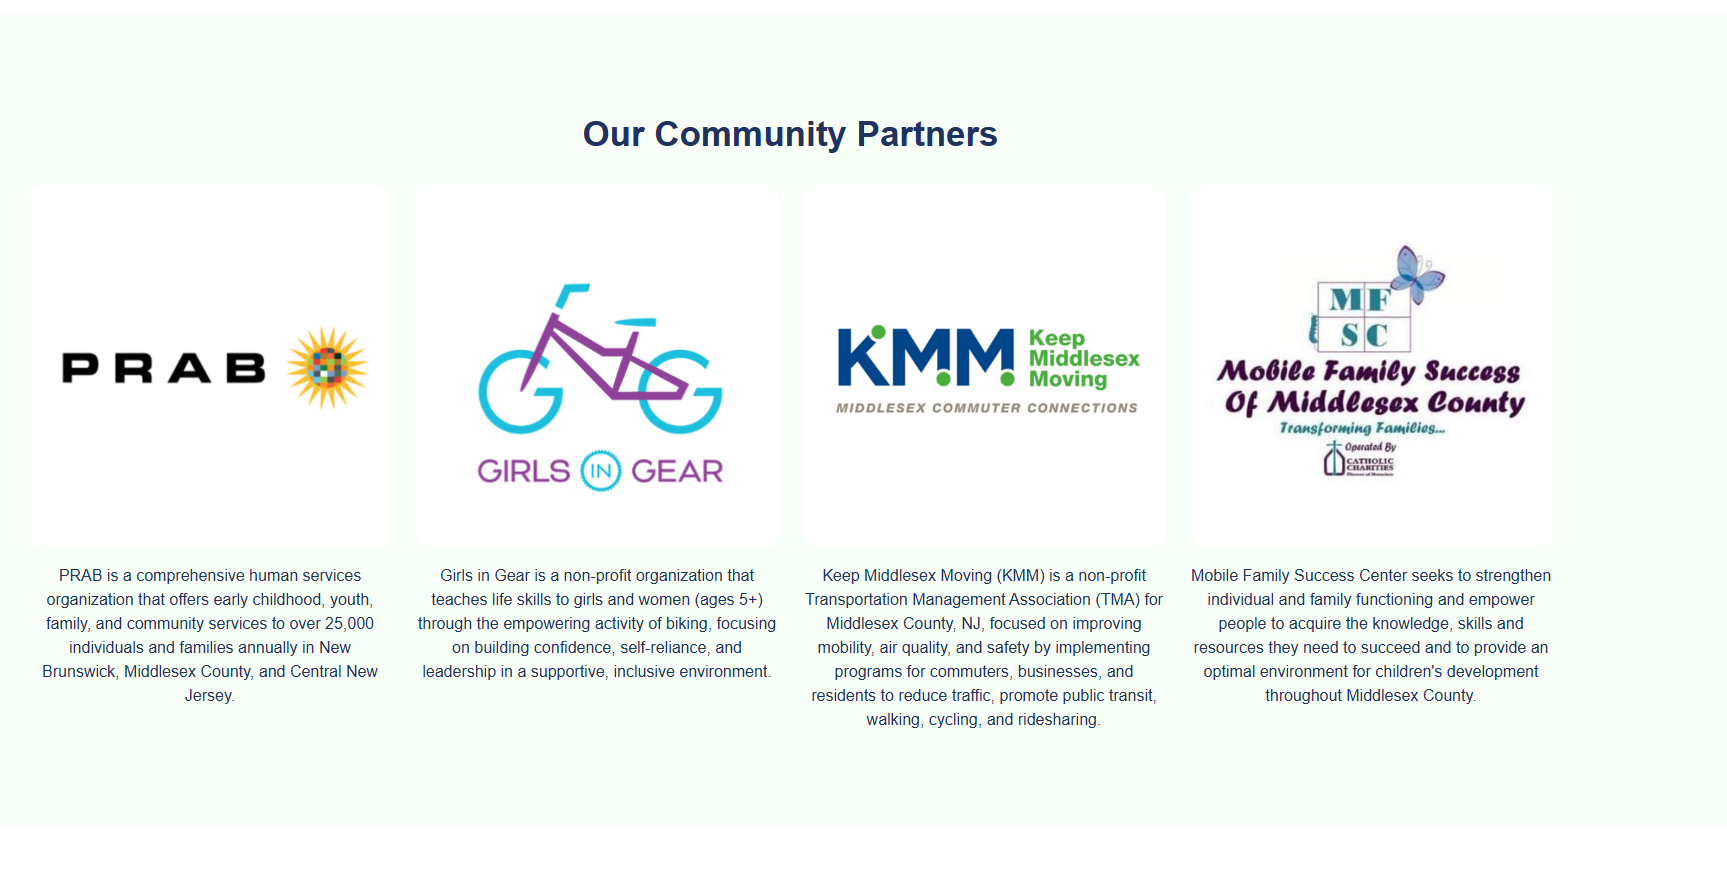 Our Community Partners
PRAB
GIRLS IN GEAR
KMM
Keep
Middlesex
Moving
MIDDLESEX COMMUTER CONNECTIONS
MF
SC
Mobile Family Success
Of Middlesex County
Transforming Families...
Operated By
CATHOLIC
CHARITIES
PRAB is a comprehensive human services
organization that offers early childhood, youth,
family, and community services to over 25,000
individuals and families annually in New
Brunswick, Middlesex County, and Central New
Jersey.
Girls in Gear is a non-profit organization that
teaches life skills to girls and women (ages 5+)
through the empowering activity of biking, focusing
on building confidence, self-reliance, and
leadership in a supportive, inclusive environment.
Keep Middlesex Moving (KMM) is a non-profit
Transportation Management Association (TMA) for
Middlesex County, NJ, focused on improving
mobility, air quality, and safety by implementing
programs for commuters, businesses, and
residents to reduce traffic, promote public transit,
walking, cycling, and ridesharing.
Mobile Family Success Center seeks to strengthen
individual and family functioning and empower
people to acquire the knowledge, skills and
resources they need to succeed and to provide an
optimal environment for children's development
throughout Middlesex County.